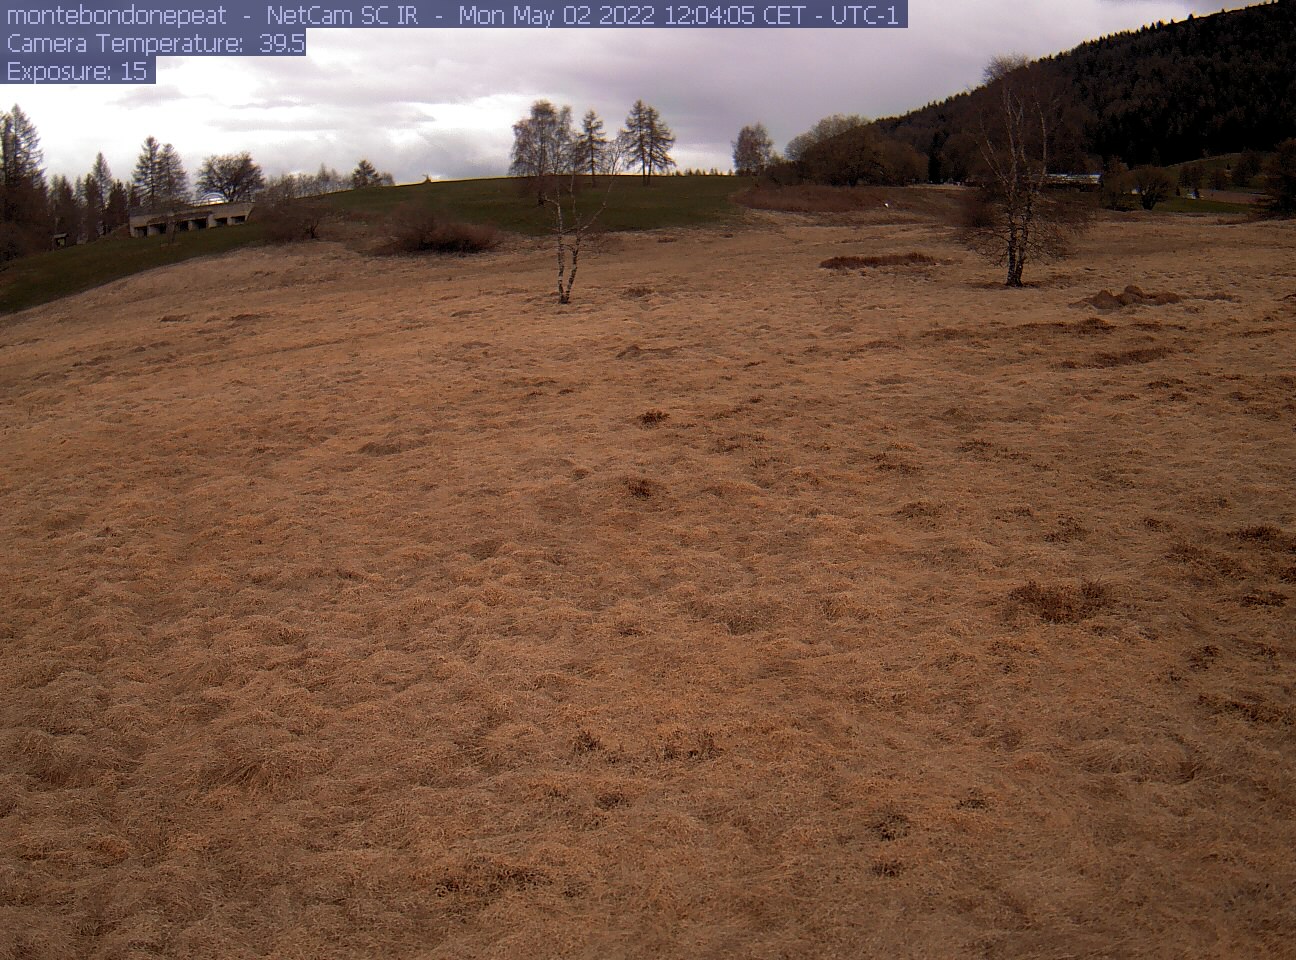 montebondonepeat - NetCam SC IR - Mon May 02 2022 12:04:05 CET - UTC-1
Camera Temperature: 39.5
Exposure: 15